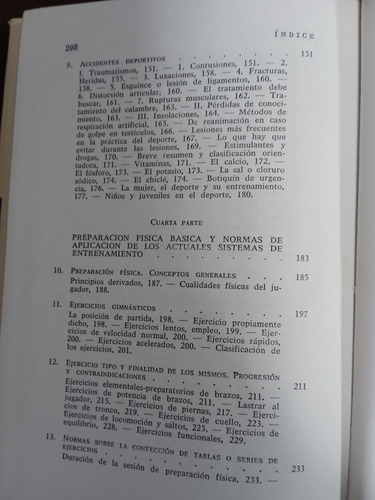 298 ÍNDICE
9. ACCIDENTES DEPORTIVOS . . . . . . . 151
I. Traumatismos, 151. — 1. Contusiones, 151. — 2.
Heridas, 155. — 3. Luxaciones, 158. — 4. Fracturas,
158. — 5. Esguince o lesión de ligamentos, 160. —
6. Distorsión articular, 160. — El tratamiento debe
buscar, 161. — 7. Rupturas musculares, 162. — Tra-
tamiento del calambre, 163. — II. Pérdidas de conoci-
miento, 163. — III. Insolaciones, 164. — Métodos de
respiración artificial, 165. — De reanimación en caso
de golpe en testículos, 166. — Lesiones más frecuentes
en la práctica del deporte, 167. — Lo que hay que
evitar durante las lesiones, 169. — Estimulantes y
drogas, 170. — Breve resumen y clasificación orien-
tadora, 171. — Vitaminas, 171. — El calcio, 172. —
El fósforo, 173. — El potasio, 173. — La sal o cloruro
sódico, 174. — El chiclé, 174. — Botiquín de urgen-
cia, 176. — La mujer, el deporte y su entrenamiento,
177. — Niños y juveniles en el deporte, 180.
CUARTA PARTE
PREPARACION FISICA BASICA Y NORMAS DE
APLICACION DE LOS ACTUALES SISTEMAS DE
ENTRENAMIENTO . . . . . . . . . 183
10. PREPARACIÓN FÍSICA. CONCEPTOS GENERALES . . . 185
Principios derivados, 187. — Cualidades físicas del ju-
gador, 188.
11. EJERCICIOS GIMNÁSTICOS . . . . . . . 197
La posición de partida, 198. — Ejercicio propiamente
dicho, 198. — Ejercicios lentos, empleo, 199. — Ejer-
cicios de velocidad normal, 200. — Ejercicios rápidos,
200. — Ejercicios acelerados, 200. — Clasificación de
los ejercicios, 201.
12. EJERCICIO TIPO Y FINALIDAD DE LOS MISMOS. PROGRESIÓN
Y CONTRAINDICACIONES . . . . . . . 211
Ejercicios elementales-preparatorios de brazos, 211. —
Ejercicios de potencia de brazos, 211. — Lastrar al
jugador, 215. — Ejercicios de piernas, 217. — Ejerci-
cios de tronco, 219. — Ejercicios de cuello, 223. —
Ejercicios de locomoción y saltos, 225. — Ejercicios de
equilibrio, 228. — Ejercicios funcionales, 229.
13. NORMAS SOBRE LA CONFECCIÓN DE TABLAS O SERIES DE
EJERCICIOS . . . . . . . . . 233
Duración de la sesión de preparación física, 233. —